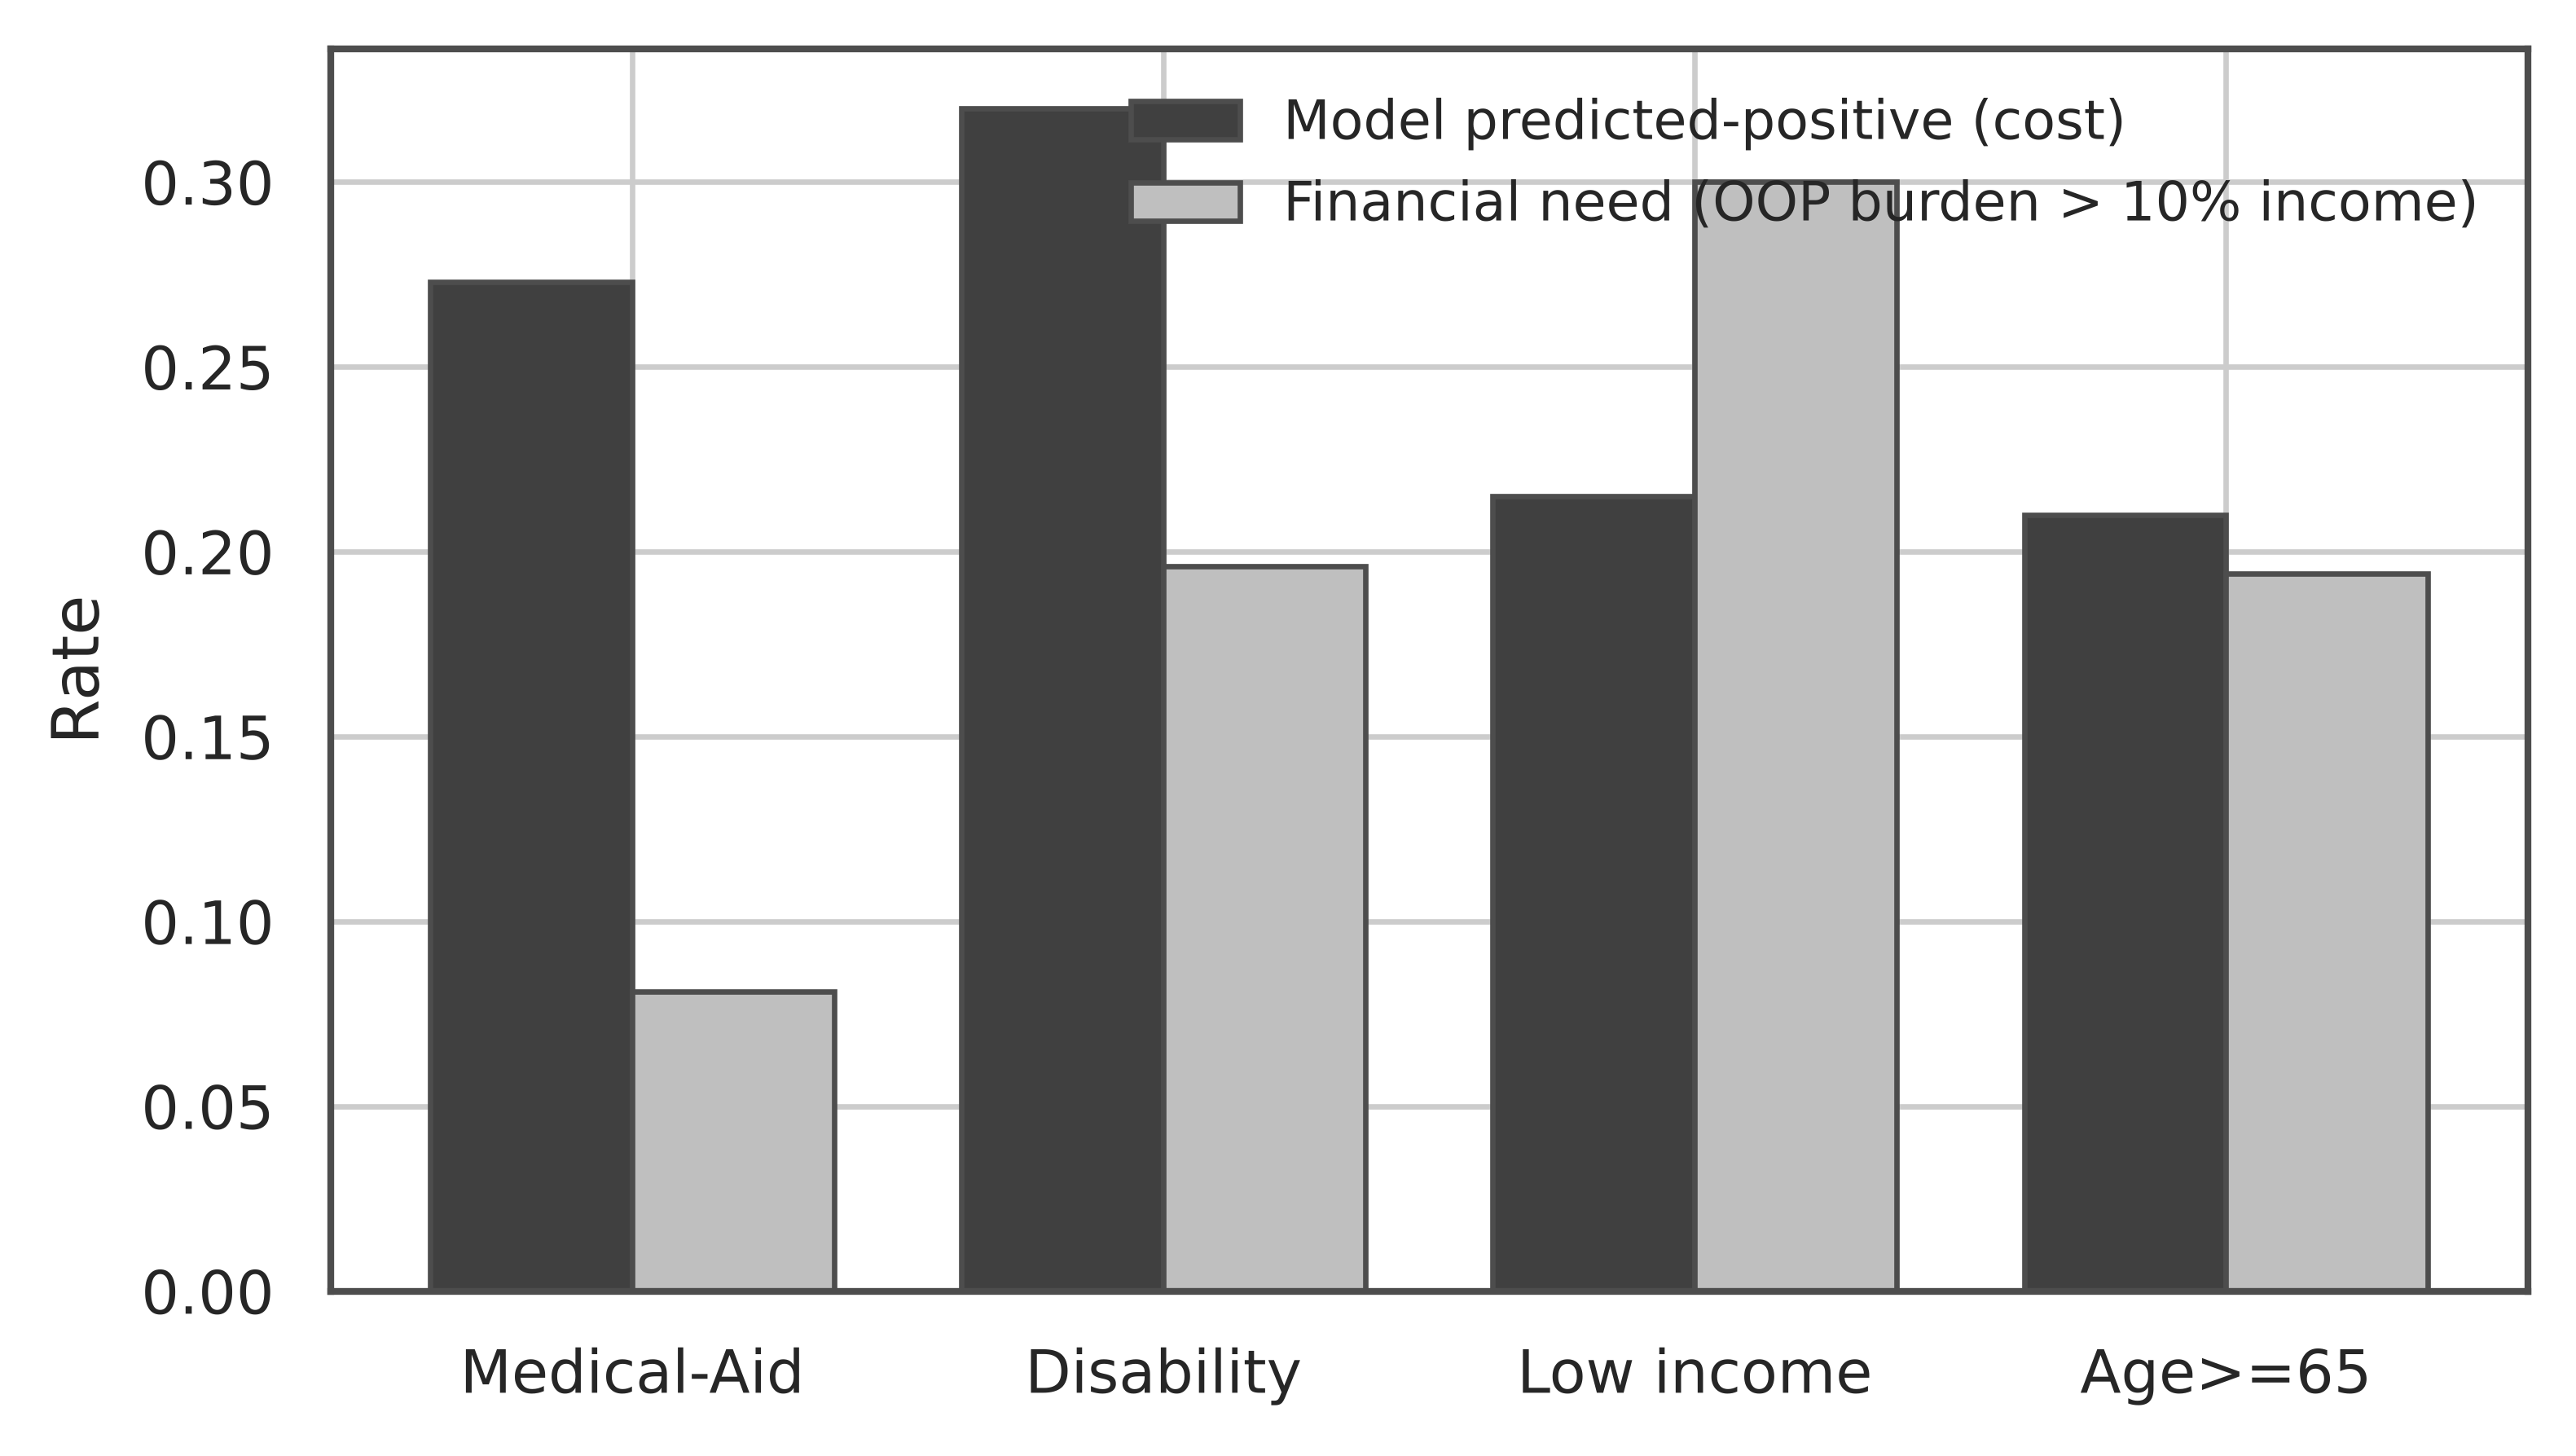 Model predicted-positive (cost)
Financial need (OOP burden > 10% income)
0.30
0.25
0.20
0.15
0.10
0.05
0.00
Rate
Medical-Aid
Disability
Low income
Age>=65